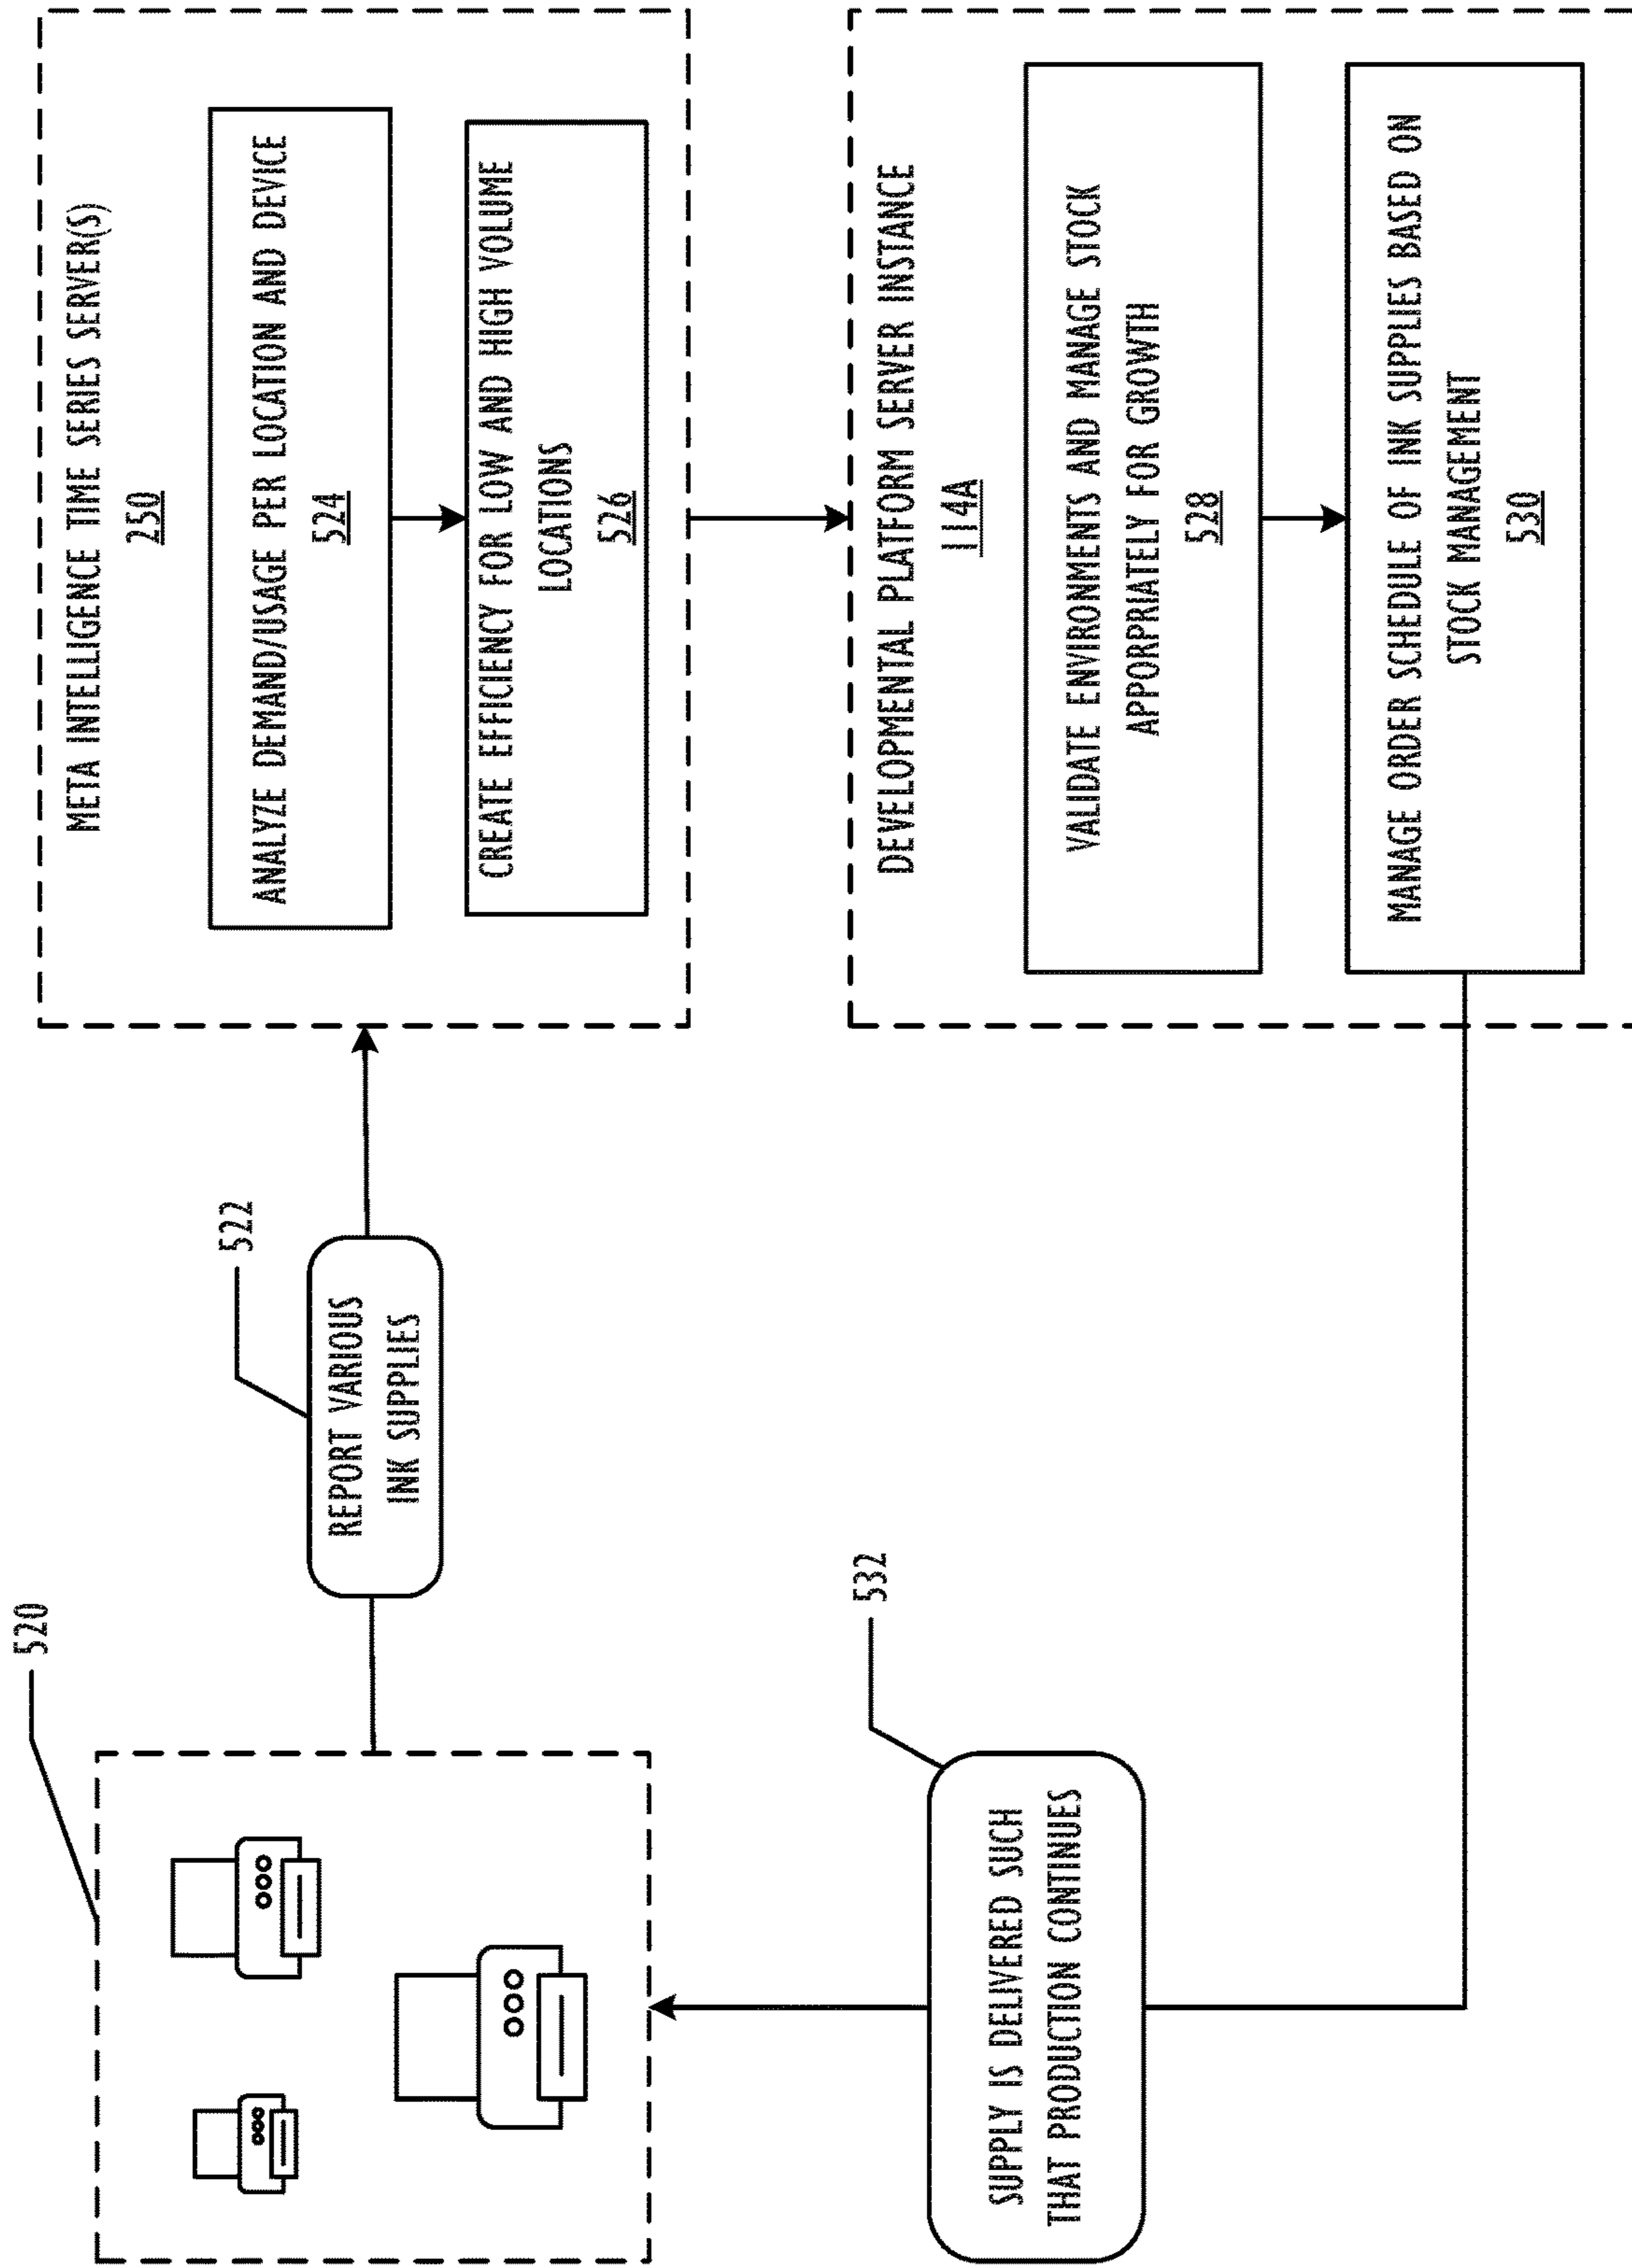 520
522
REPORT VARIOUS
INK SUPPLIES
META INTELLIGENCE TIME SERIES SERVER(S)
250
ANALYZE DEMAND/USAGE PER LOCATION AND DEVICE
524
CREATE EFFICIENCY FOR LOW AND HIGH VOLUME
LOCATIONS
526
DEVELOPMENTAL PLATFORM SERVER INSTANCE
114A
VALIDATE ENVIRONMENTS AND MANAGE STOCK
APPORPRIATELY FOR GROWTH
528
MANAGE ORDER SCHEDULE OF INK SUPPLIES BASED ON
STOCK MANAGEMENT
530
532
SUPPLY IS DELIVERED SUCH
THAT PRODUCTION CONTINUES